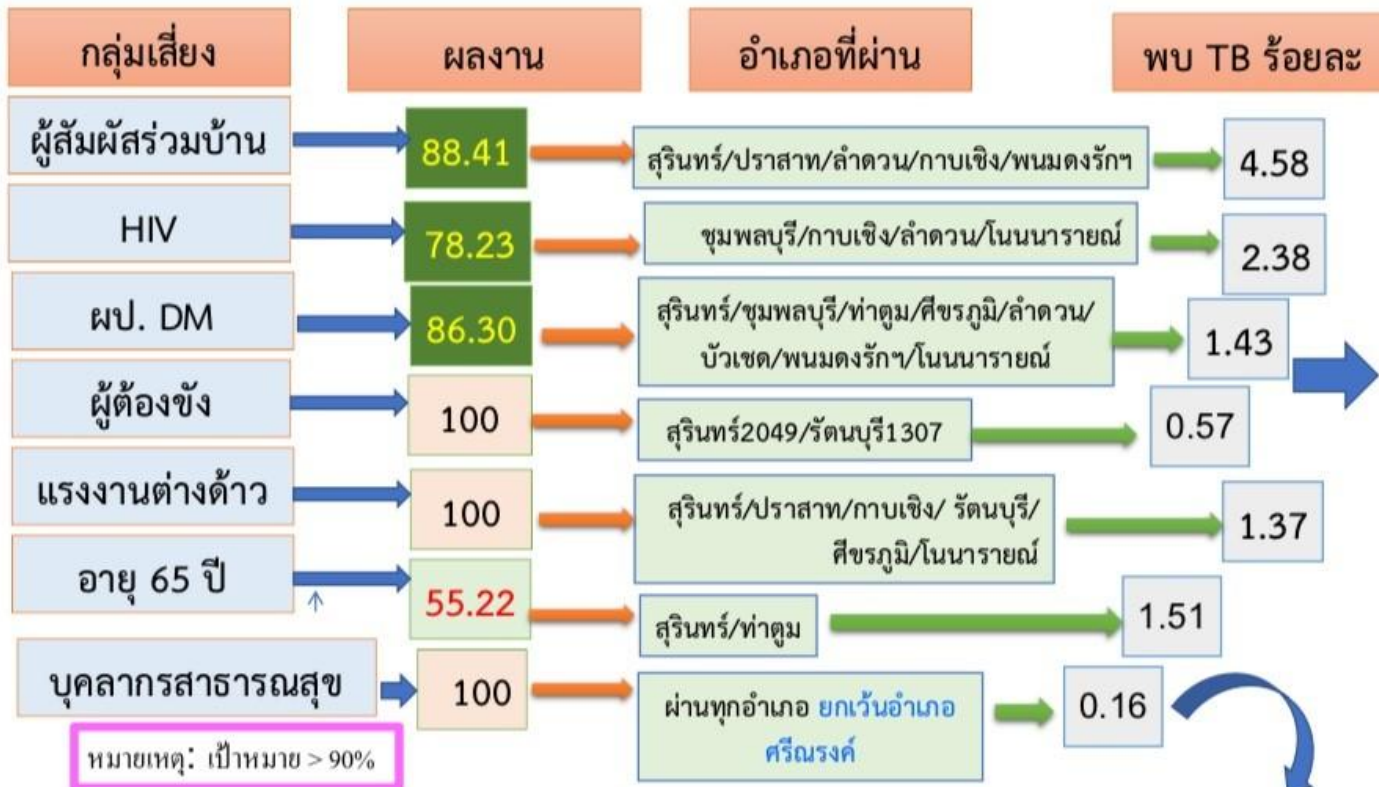 กลุ่มเสี่ยง ผลงาน อำเภอที่ผ่าน พบ TB ร้อยละ
ผู้สัมผัสร่วมบ้าน 88.41 สุรินทร์/ปราสาท/ลำดวน/กาบเชิง/พนมดงรักฯ 4.58
HIV 78.23 ชุมพลบุรี/กาบเชิง/ลำดวน/โนนนารายณ์ 2.38
ผป. DM 86.30 สุรินทร์/ชุมพลบุรี/ท่าตูม/ศีขรภูมิ/ลำดวน/
บัวเชด/พนมดงรักฯ/โนนนารายณ์ 1.43
ผู้ต้องขัง 100 สุรินทร์2049/รัตนบุรี1307 0.57
แรงงานต่างด้าว 100 สุรินทร์/ปราสาท/กาบเชิง/ รัตนบุรี/
ศีขรภูมิ/โนนารายณ์ 1.37
อายุ 65 ปี 55.22 สุรินทร์/ท่าตูม 1.51
บุคลากรสาธารณสุข 100 ผ่านทุกอำเภอ ยกเว้นอำเภอ
ศรีณรงค์ 0.16
หมายเหตุ: เป้าหมาย > 90%